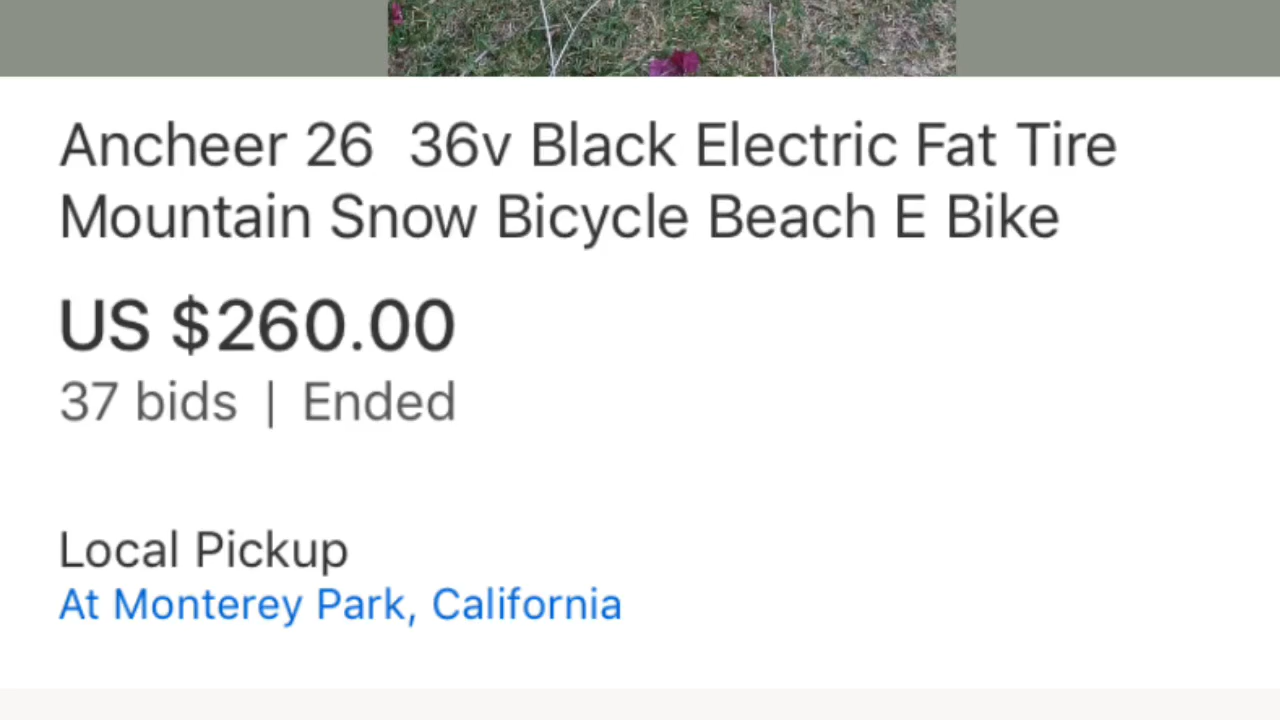 Ancheer 26  36v Black Electric Fat Tire
Mountain Snow Bicycle Beach E Bike
US $260.00
37 bids | Ended
Local Pickup
At Monterey Park, California